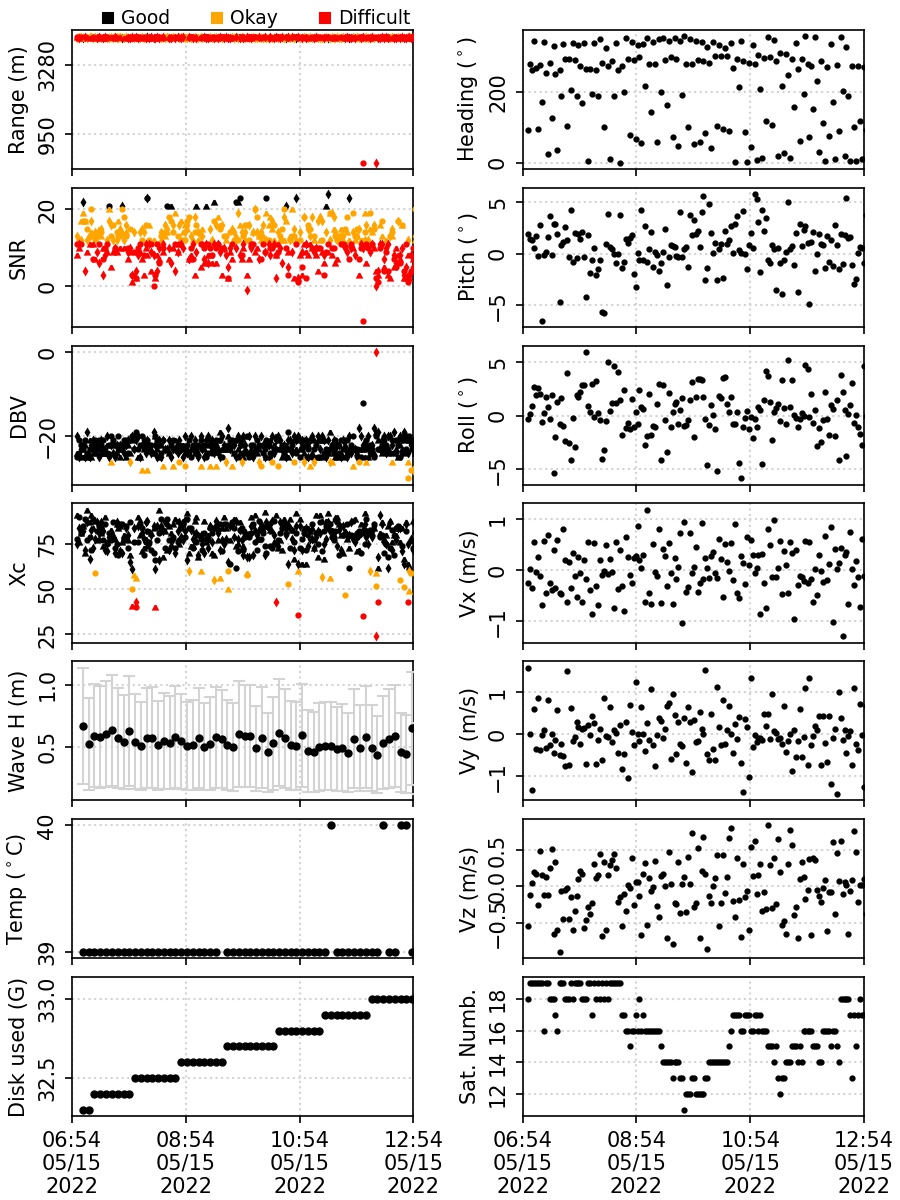 Good Okay Difficult
Range (m)
3280
950
Heading (°)
200
0
SNR
20
0
Pitch (°)
5
0
−5
DBV
0
−20
Roll (°)
5
0
−5
Xc
75
50
25
Vx (m/s)
1
0
−1
Wave H (m)
1.0
0.5
Vy (m/s)
1
0
−1
Temp (°C)
40
39
Vz (m/s)
0.5
0.0
−0.5
Disk used (G)
33.0
32.5
Sat. Numb.
18
16
14
12
06:54 08:54 10:54 12:54 06:54 08:54 10:54 12:54
05/15 05/15 05/15 05/15 05/15 05/15 05/15 05/15
2022 2022 2022 2022 2022 2022 2022 2022